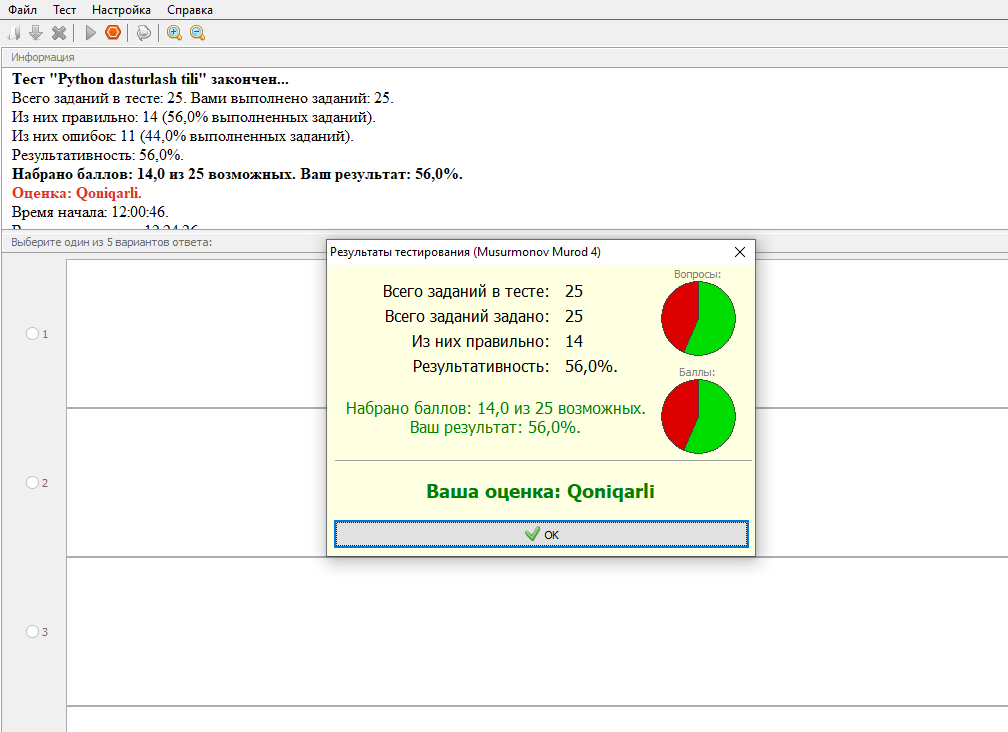 Файл Тест Настройка Справка
Информация
Тест "Python dasturlash tili" закончен...
Всего заданий в тесте: 25. Вами выполнено заданий: 25.
Из них правильно: 14 (56,0% выполненных заданий).
Из них ошибок: 11 (44,0% выполненных заданий).
Результативность: 56,0%.
Набрано баллов: 14,0 из 25 возможных. Ваш результат: 56,0%.
Оценка: Qoniqarli.
Время начала: 12:00:46.
Выберите один из 5 вариантов ответа:
Результаты тестирования (Musurmonov Murod 4)
Вопросы:
Всего заданий в тесте: 25
Всего заданий задано: 25
Из них правильно: 14
Результативность: 56,0%.
Баллы:
Набрано баллов: 14,0 из 25 возможных.
Ваш результат: 56,0%.
Ваша оценка: Qoniqarli
OK
1
2
3